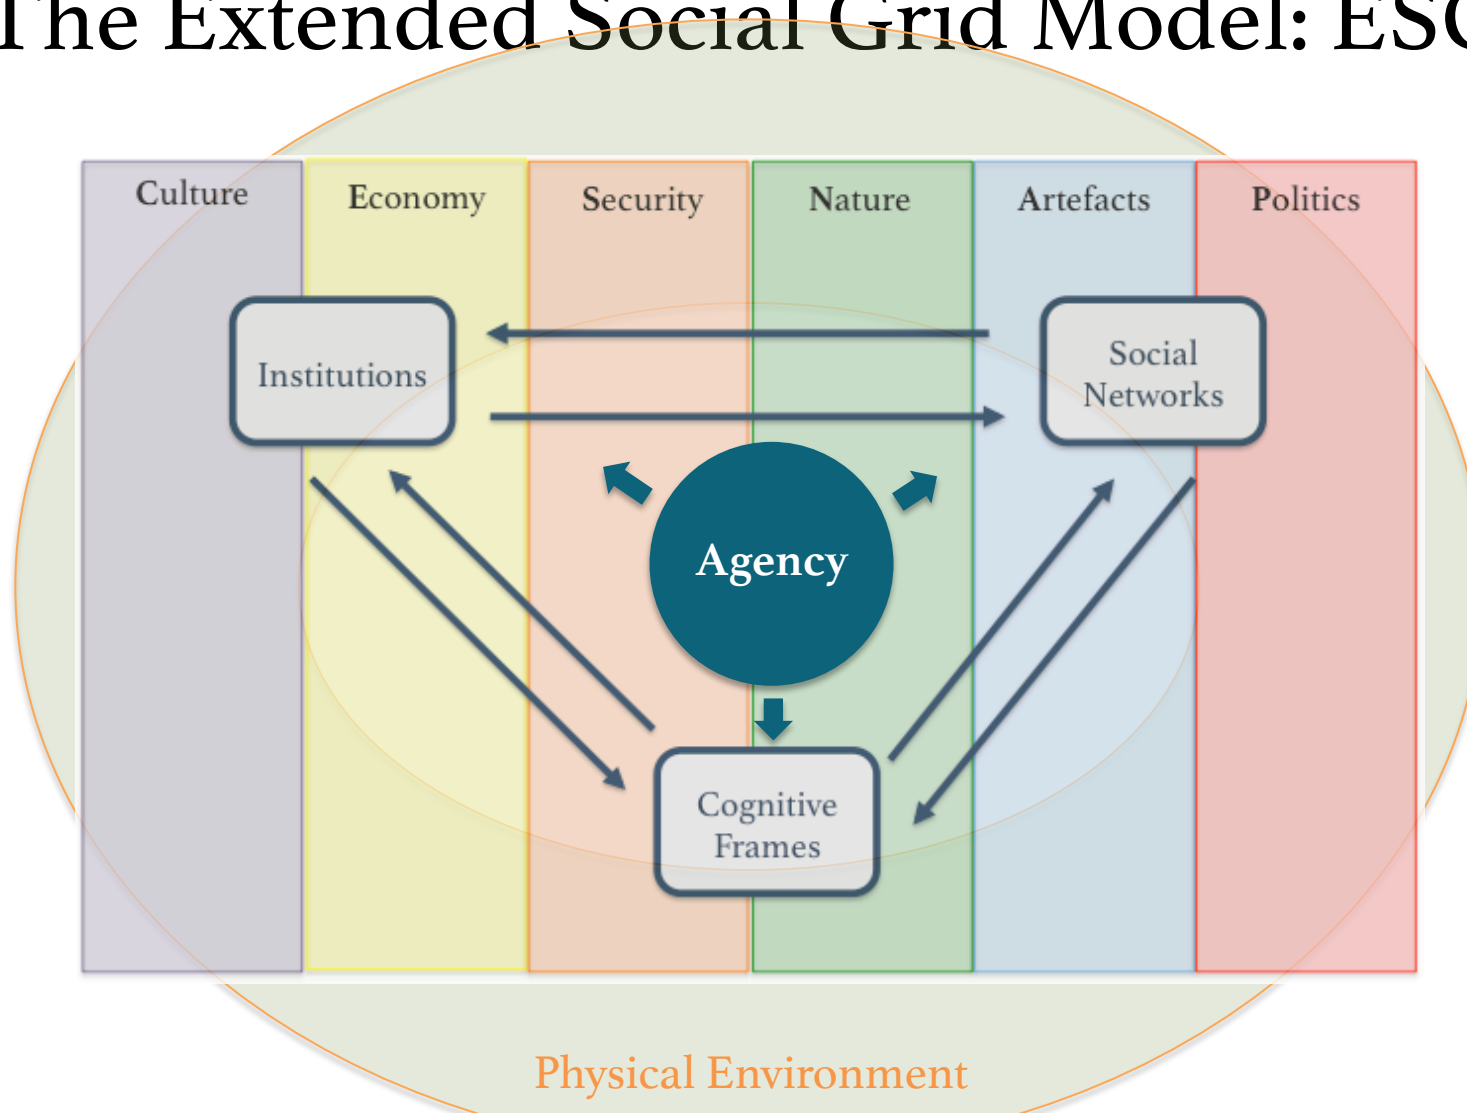 The Extended Social Grid Model: ESG
Culture
Economy
Security
Nature
Artefacts
Politics
Institutions
Social
Networks
Agency
Cognitive
Frames
Physical Environment